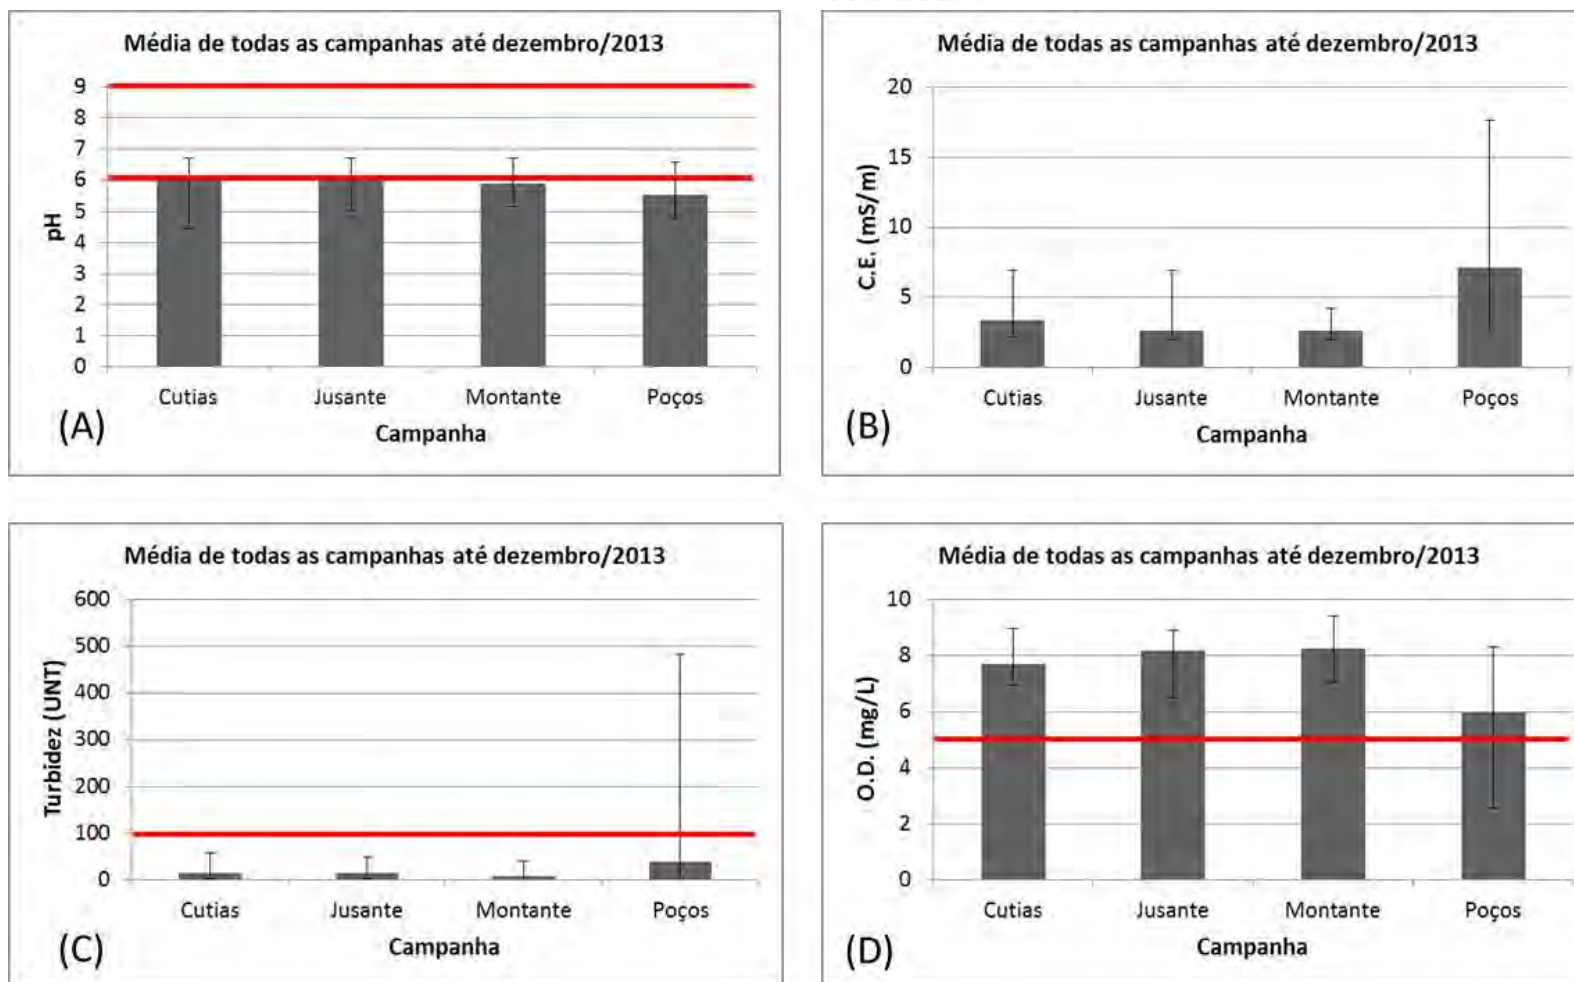 Média de todas as campanhas até dezembro/2013
9
8
7
6
5
4
3
2
1
0
pH
Cutias
Jusante
Montante
Poços
Campanha
(A)
Média de todas as campanhas até dezembro/2013
20
15
10
5
0
C.E. (mS/m)
Cutias
Jusante
Montante
Poços
Campanha
(B)
Média de todas as campanhas até dezembro/2013
600
500
400
300
200
100
0
Turbidez (UNT)
Cutias
Jusante
Montante
Poços
Campanha
(C)
Média de todas as campanhas até dezembro/2013
10
8
6
4
2
0
O.D. (mg/L)
Cutias
Jusante
Montante
Poços
Campanha
(D)